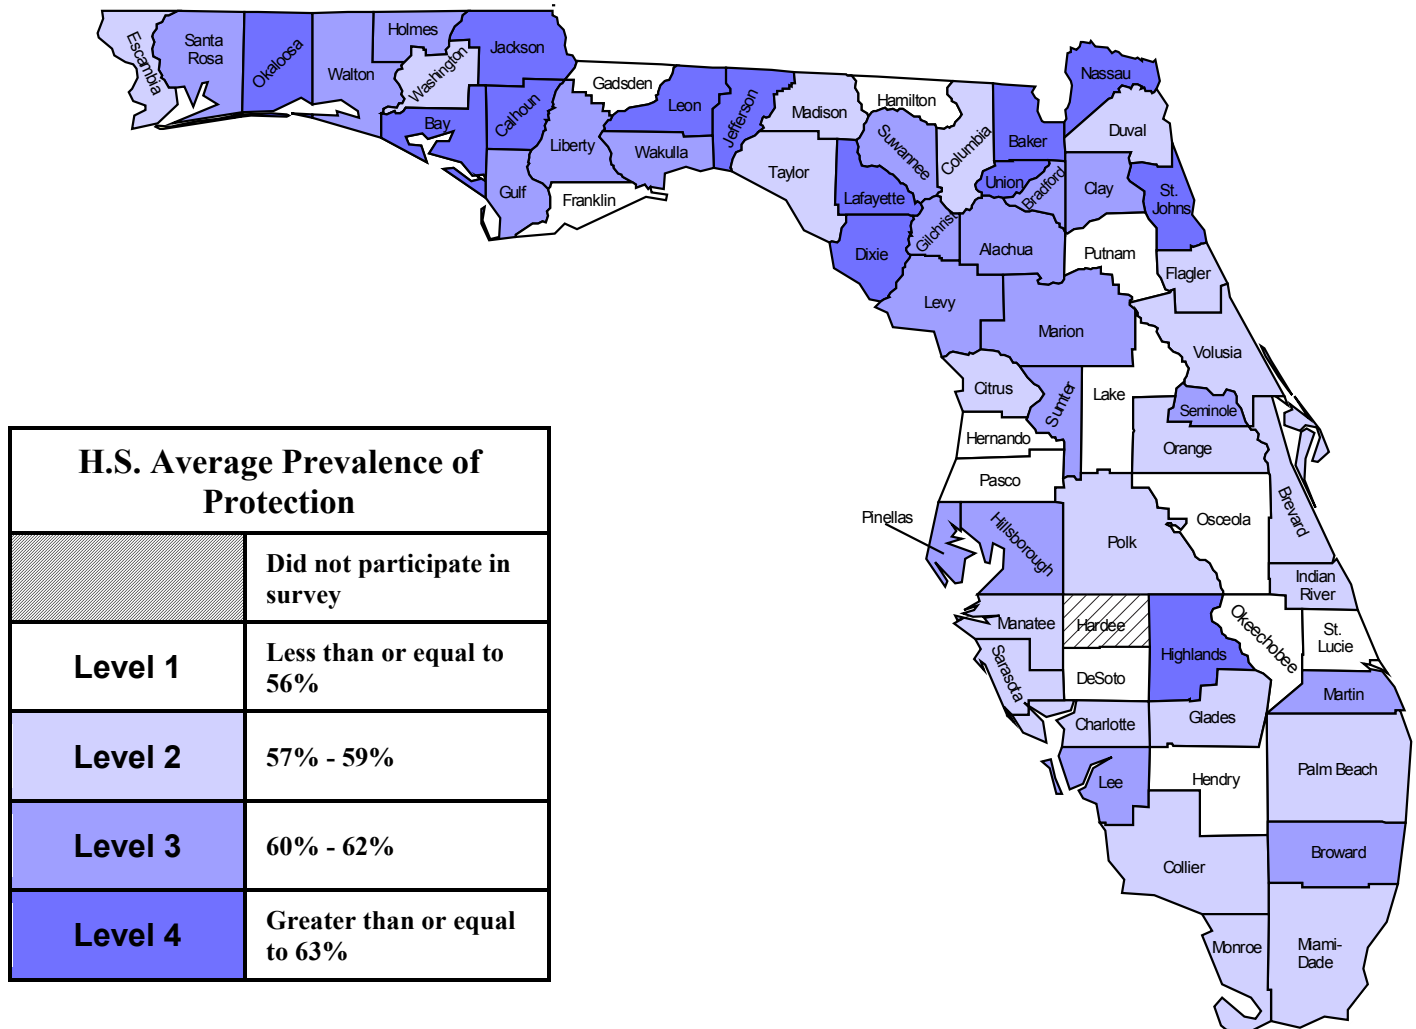 Escambia
Santa
Rosa
Okaloosa
Walton
Holmes
Washington
Jackson
Bay
Calhoun
Gulf
Liberty
Gadsden
Franklin
Leon
Wakulla
Jefferson
Madison
Taylor
Hamilton
Suwannee
Lafayette
Dixie
Columbia
Gilchrist
Baker
Union
Bradford
Alachua
Levy
Nassau
Duval
Clay
St.
Johns
Putnam
Flagler
Marion
Volusia
Citrus
Sumter
Lake
Hernando
Seminole
Orange
Pasco
Pinellas
Hillsborough
Polk
Osceola
Brevard
Indian
River
Manatee
Hardee
Highlands
Okeechobee
St.
Lucie
Sarasota
DeSoto
Martin
Charlotte
Glades
Lee
Hendry
Palm Beach
Collier
Broward
Monroe
Miami-
Dade
H.S. Average Prevalence of
Protection
Did not participate in
survey
Level 1
Less than or equal to
56%
Level 2
57% - 59%
Level 3
60% - 62%
Level 4
Greater than or equal
to 63%